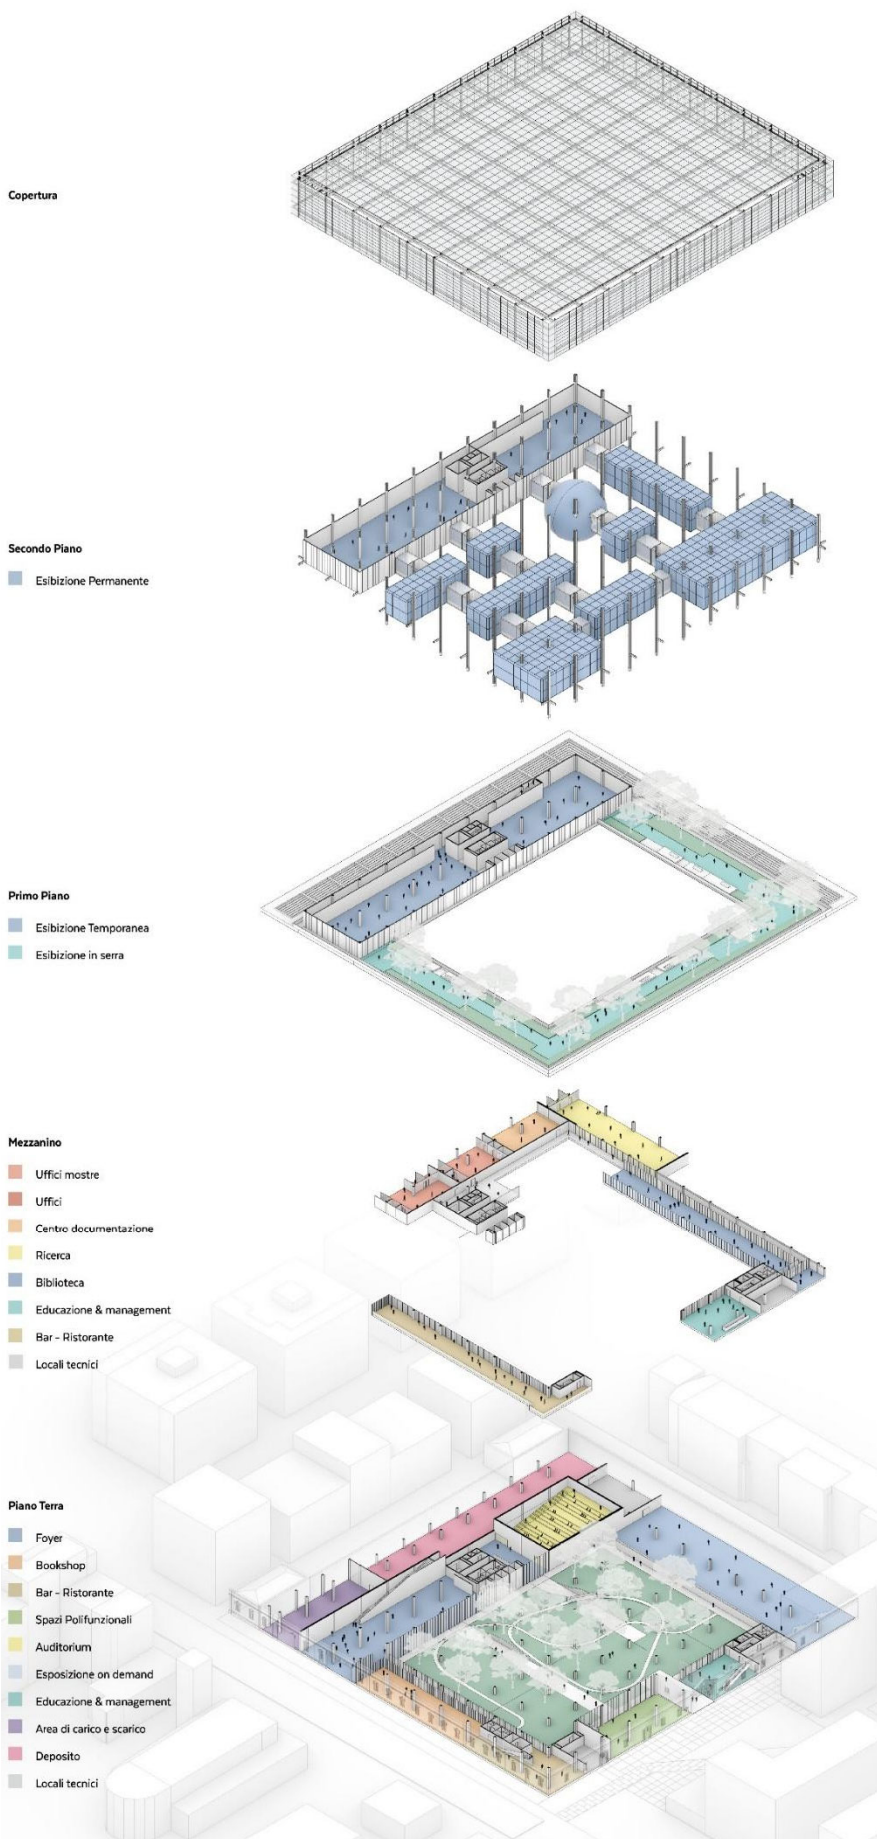 Copertura
Secondo Piano
Esibizione Permanente
Primo Piano
Esibizione Temporanea
Esibizione in serra
Mezzanino
Uffici mostre
Uffici
Centro documentazione
Ricerca
Biblioteca
Educazione & management
Bar - Ristorante
Locali tecnici
Piano Terra
Foyer
Bookshop
Bar - Ristorante
Spazi Polifunzionali
Auditorium
Esposizione on demand
Educazione & management
Area di carico e scarico
Deposito
Locali tecnici